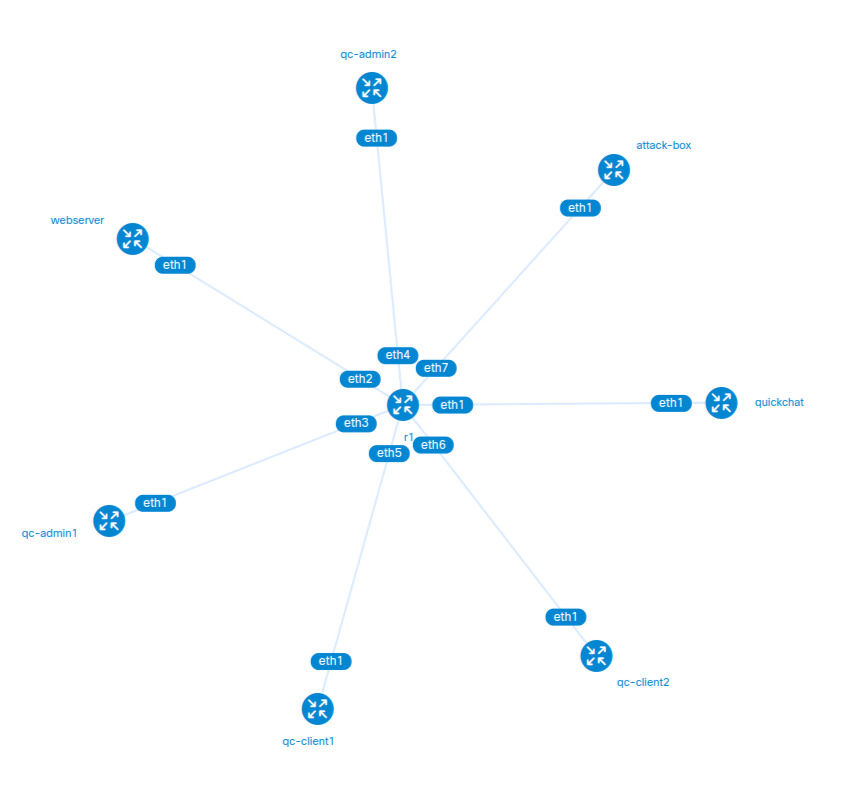 qc-admin2
eth1
attack-box
eth1
webserver
eth1
eth4
eth7
eth2
eth1
eth1
quickchat
eth3
r1
eth6
eth5
eth1
qc-admin1
eth1
eth1
qc-client2
qc-client1